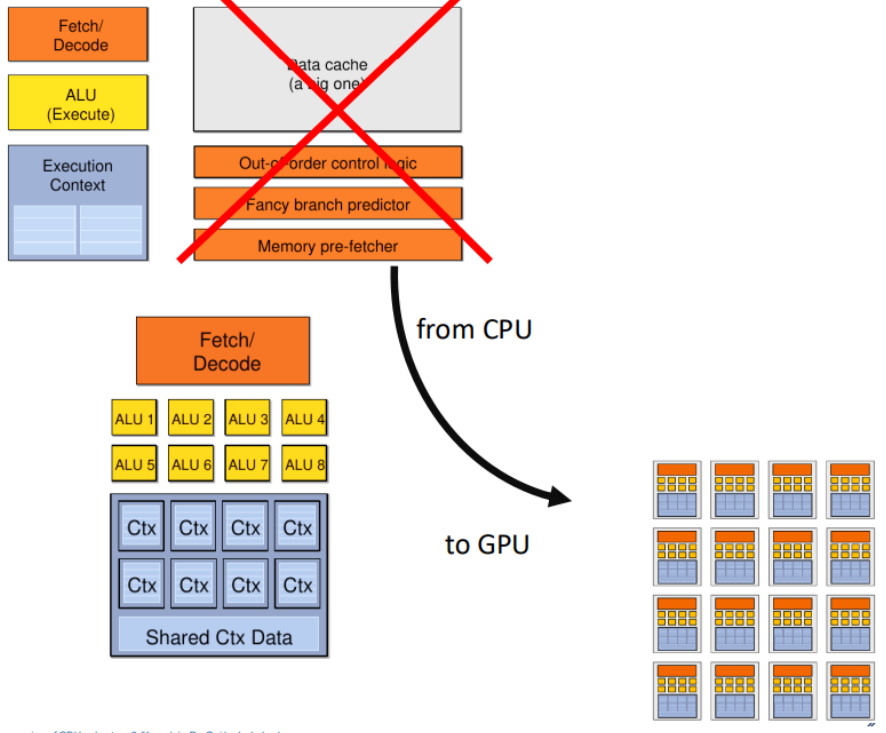 Fetch/
Decode
ALU
(Execute)
Execution
Context
Data cache
(a big one)
Out-of-order control logic
Fancy branch predictor
Memory pre-fetcher
from CPU
to GPU
Fetch/
Decode
ALU 1 ALU 2 ALU 3 ALU 4
ALU 5 ALU 6 ALU 7 ALU 8
Ctx Ctx Ctx Ctx
Ctx Ctx Ctx Ctx
Shared Ctx Data